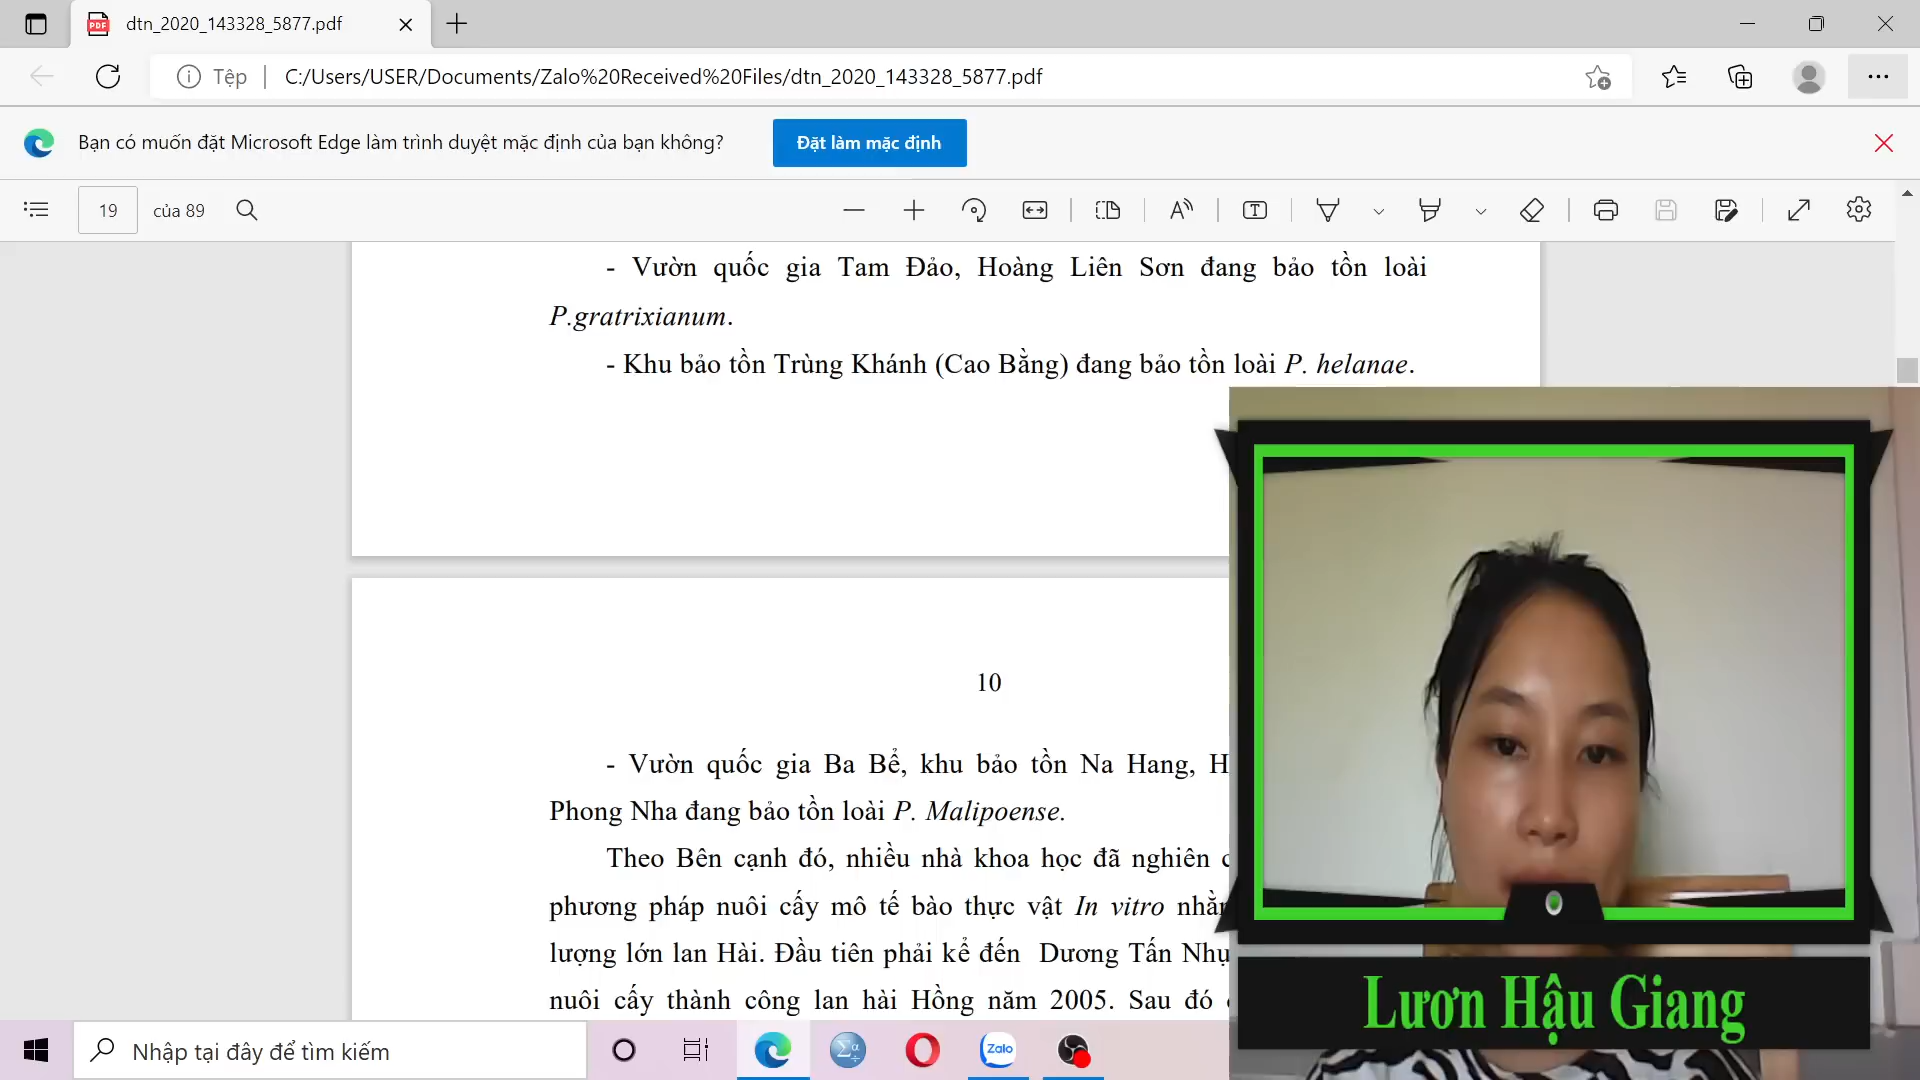 dtn_2020_143328_5877.pdf
Tệp
C:/Users/USER/Documents/Zalo%20Received%20Files/dtn_2020_143328_5877.pdf
Bạn có muốn đặt Microsoft Edge làm trình duyệt mặc định của bạn không?
Đặt làm mặc định
19 của 89
- Vườn quốc gia Tam Đảo, Hoàng Liên Sơn đang bảo tồn loài
P.gratrixianum.
- Khu bảo tồn Trùng Khánh (Cao Bằng) đang bảo tồn loài P. helanae.
10
- Vườn quốc gia Ba Bể, khu bảo tồn Na Hang, H
Phong Nha đang bảo tồn loài P. Malipoense.
Theo Bên cạnh đó, nhiều nhà khoa học đã nghiên c
phương pháp nuôi cấy mô tế bào thực vật In vitro nhằn
lượng lớn lan Hài. Đầu tiên phải kể đến Dương Tấn Nhụ
nuôi cấy thành công lan hài Hồng năm 2005. Sau đó
Lươn Hậu Giang
Nhập tại đây để tìm kiếm
Zalo